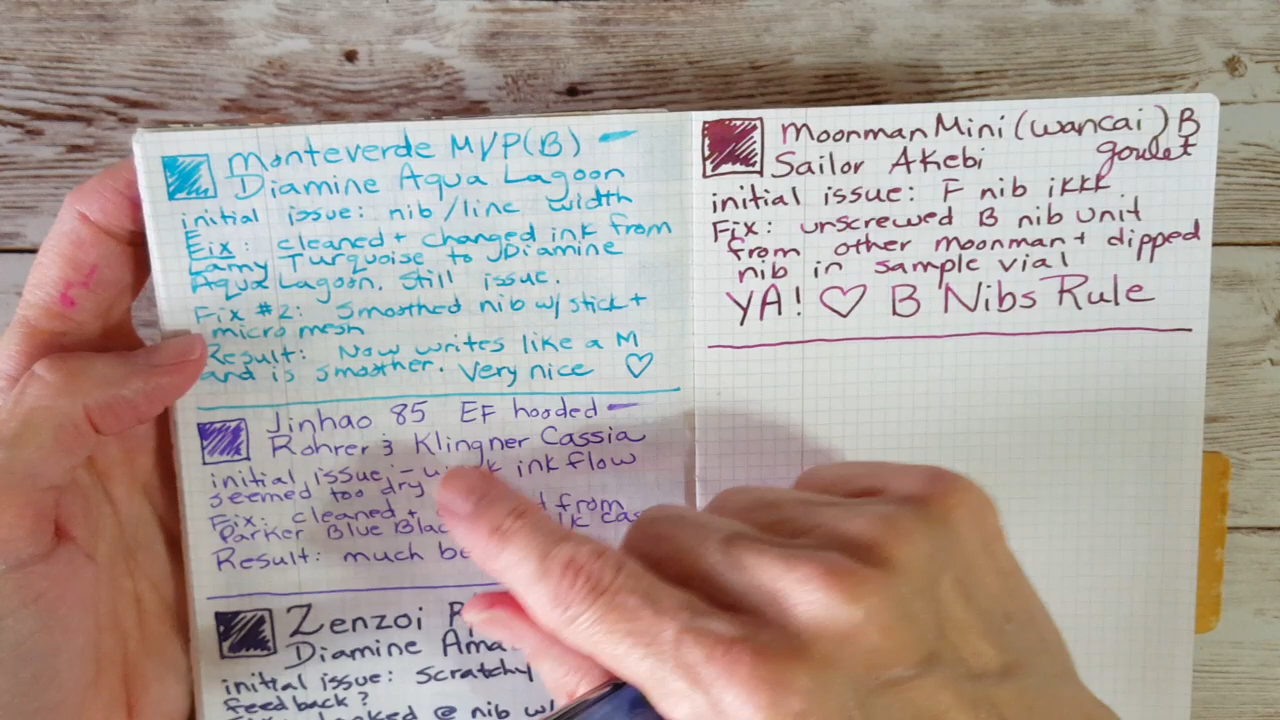 Monteverde MVP(B) —
Diamine Aqua Lagoon
initial issue: nib/line width
Fix: cleaned + changed ink from
Lamy Turquoise to Diamine
Aqua Lagoon. Still issue.
Fix #2: Smoothed nib w/ stick +
micro mesh
Result: Now writes like a M
and is smoother. Very nice ♡
Jinhao 85 EF hooded —
Rohrer & Klingner Cassia
initial issue: ink flow
seemed too dry
Fix: cleaned + from
Parker Blue
Result: much
Zenzoi
Diamine
initial issue: Scratchy
feedback?
@ nib w/
Moonman Mini (Wancai) B
goulet
Sailor Akebi
initial issue: F nib ikkk.
Fix: unscrewed B nib unit
from other moonman + dipped
nib in sample vial
YA! ♡ B Nibs Rule